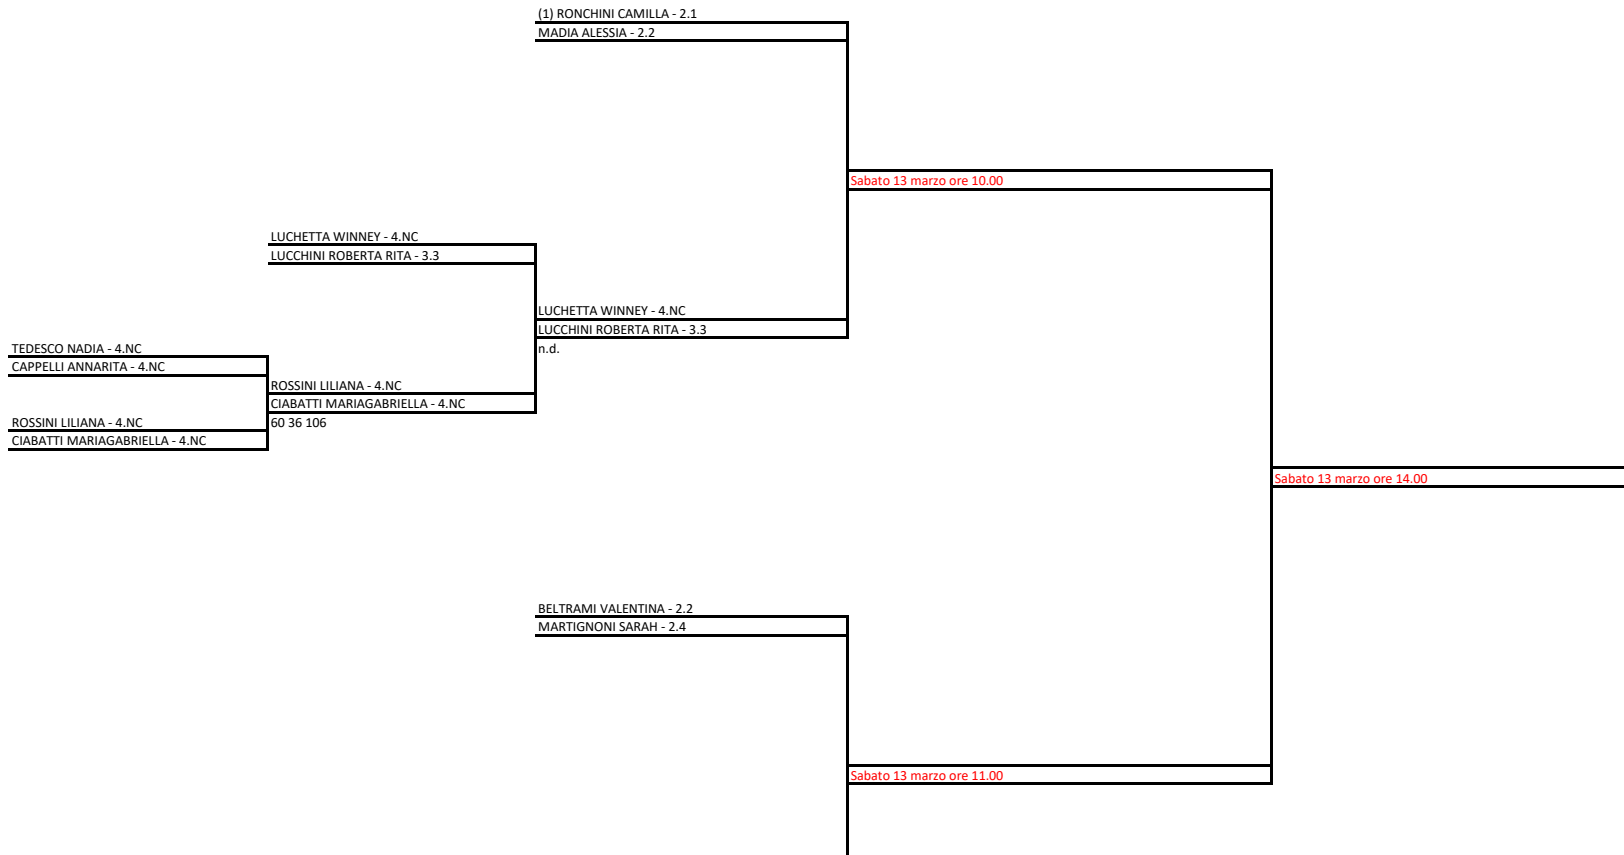 (1) RONCHINI CAMILLA - 2.1
MADIA ALESSIA - 2.2
Sabato 13 marzo ore 10.00
LUCHETTA WINNEY - 4.NC
LUCCHINI ROBERTA RITA - 3.3
LUCHETTA WINNEY - 4.NC
LUCCHINI ROBERTA RITA - 3.3
n.d.
TEDESCO NADIA - 4.NC
CAPPELLI ANNARITA - 4.NC
ROSSINI LILIANA - 4.NC
CIABATTI MARIAGABRIELLA - 4.NC
60 36 106
ROSSINI LILIANA - 4.NC
CIABATTI MARIAGABRIELLA - 4.NC
Sabato 13 marzo ore 14.00
BELTRAMI VALENTINA - 2.2
MARTIGNONI SARAH - 2.4
Sabato 13 marzo ore 11.00